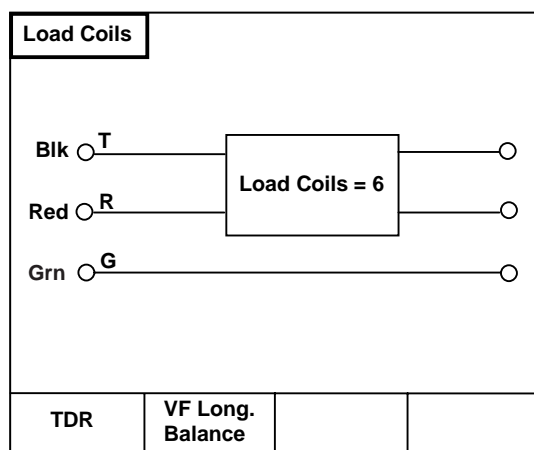 Load Coils
Blk T
Load Coils = 6
Red R
Grn G
TDR
VF Long.
Balance